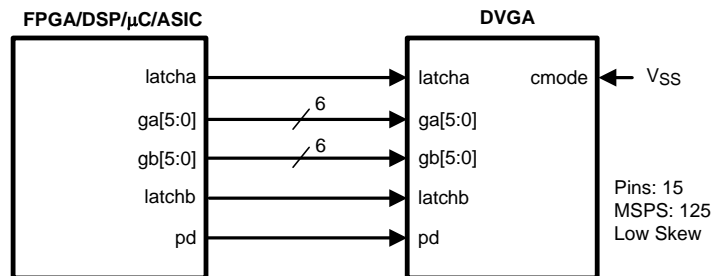 FPGA/DSP/μC/ASIC
DVGA
latcha
latcha
cmode
VSS
ga[5:0]
6
ga[5:0]
gb[5:0]
6
gb[5:0]
latchb
latchb
pd
pd
Pins: 15
MSPS: 125
Low Skew